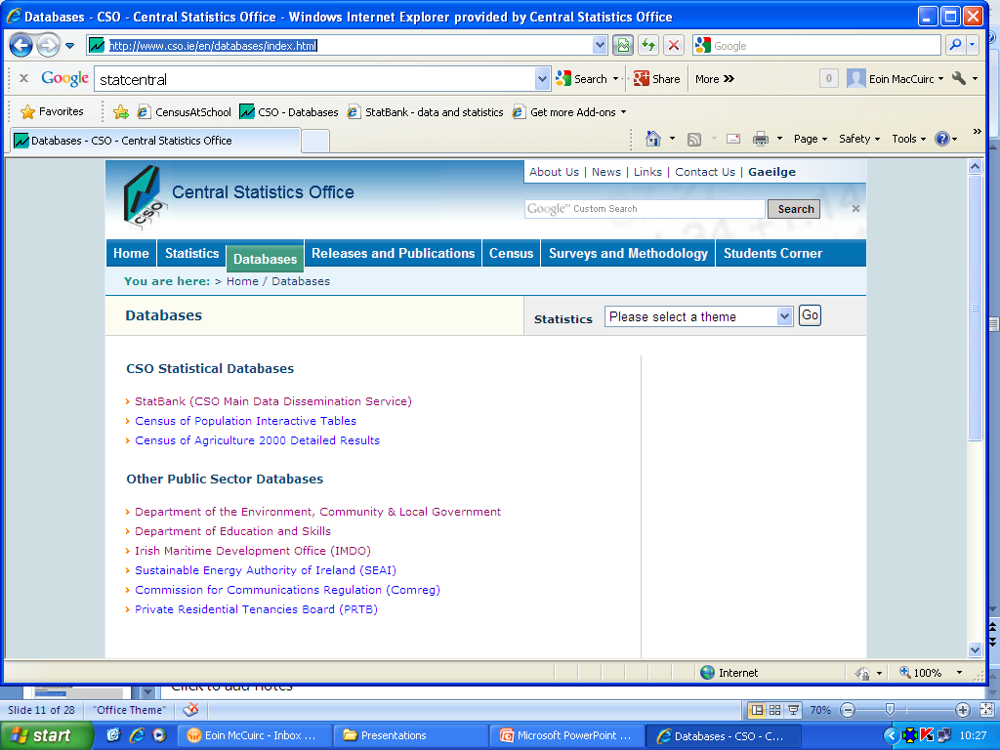 Databases - CSO - Central Statistics Office - Windows Internet Explorer provided by Central Statistics Office
http://www.cso.ie/en/databases/index.html
Google
Google
statcentral
Search
Share
More »
0
Eoin MacCuirc
Favorites
CensusAtSchool
CSO - Databases
StatBank - data and statistics
Get more Add-ons
Databases - CSO - Central Statistics Office
Page
Safety
Tools
»
CSO
Central Statistics Office
About Us | News | Links | Contact Us | Gaeilge
Google™ Custom Search
Search
Home
Statistics
Databases
Releases and Publications
Census
Surveys and Methodology
Students Corner
You are here: > Home / Databases
Databases
Statistics
Please select a theme
Go
CSO Statistical Databases
StatBank (CSO Main Data Dissemination Service)
Census of Population Interactive Tables
Census of Agriculture 2000 Detailed Results
Other Public Sector Databases
Department of the Environment, Community & Local Government
Department of Education and Skills
Irish Maritime Development Office (IMDO)
Sustainable Energy Authority of Ireland (SEAI)
Commission for Communications Regulation (Comreg)
Private Residential Tenancies Board (PRTB)
Internet
100%
Click to add notes
Slide 11 of 28
"Office Theme"
70%
start
Eoin McCuirc - Inbox ...
Presentations
Microsoft PowerPoint ...
Databases - CSO - C...
10:27